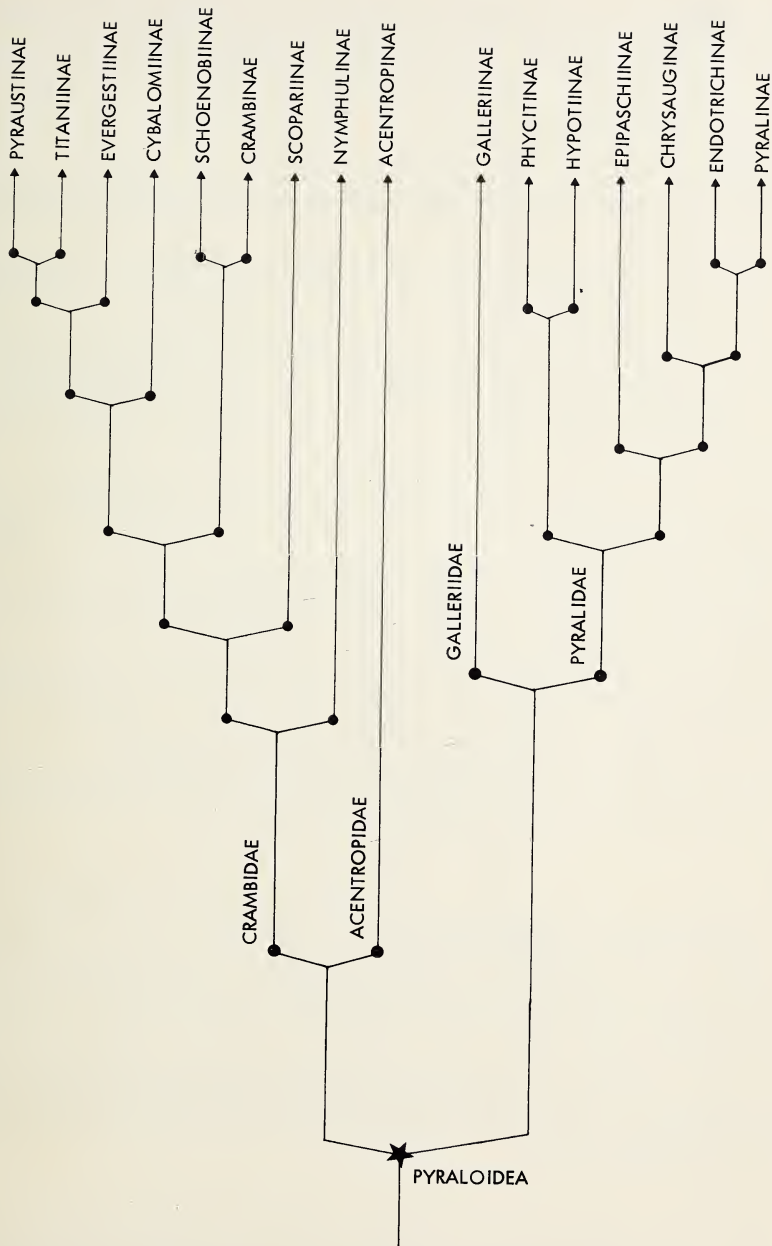 PYRAUSTINAE
TITANIINAE
EVERGESTIINAE
CYBALOMIINAE
SCHOENOBIINAE
CRAMBINAE
SCOPARIINAE
NYMPHULINAE
ACENTROPINAE
GALLERIINAE
PHYCITINAE
HYPOTIINAE
EPIPASCHIINAE
CHRYSAUGINAE
ENDOTRICHINAE
PYRALINAE
GALLERIIDAE
PYRALIDAE
CRAMBIDAE
ACENTROPIDAE
PYRALOIDEA